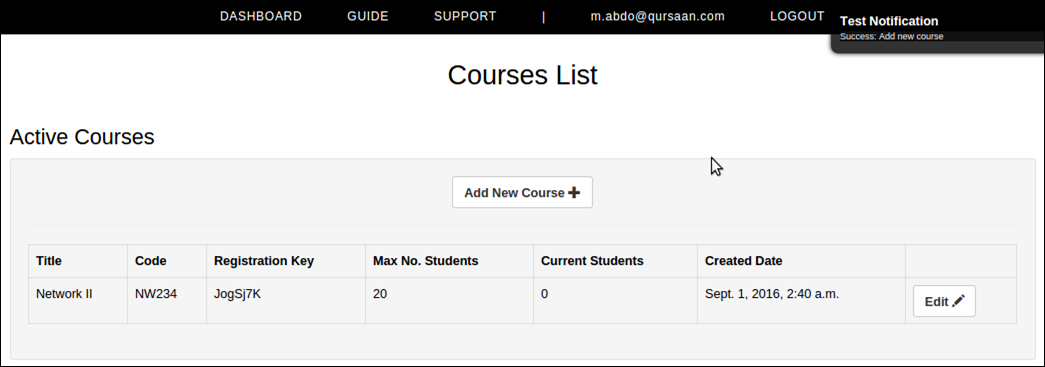 DASHBOARD GUIDE SUPPORT | m.abdo@qursaan.com LOGOUT
Test Notification
Success: Add new course
Courses List
Active Courses
Add New Course
Title Code Registration Key Max No. Students Current Students Created Date
Network II NW234 JogSj7K 20 0 Sept. 1, 2016, 2:40 a.m. Edit